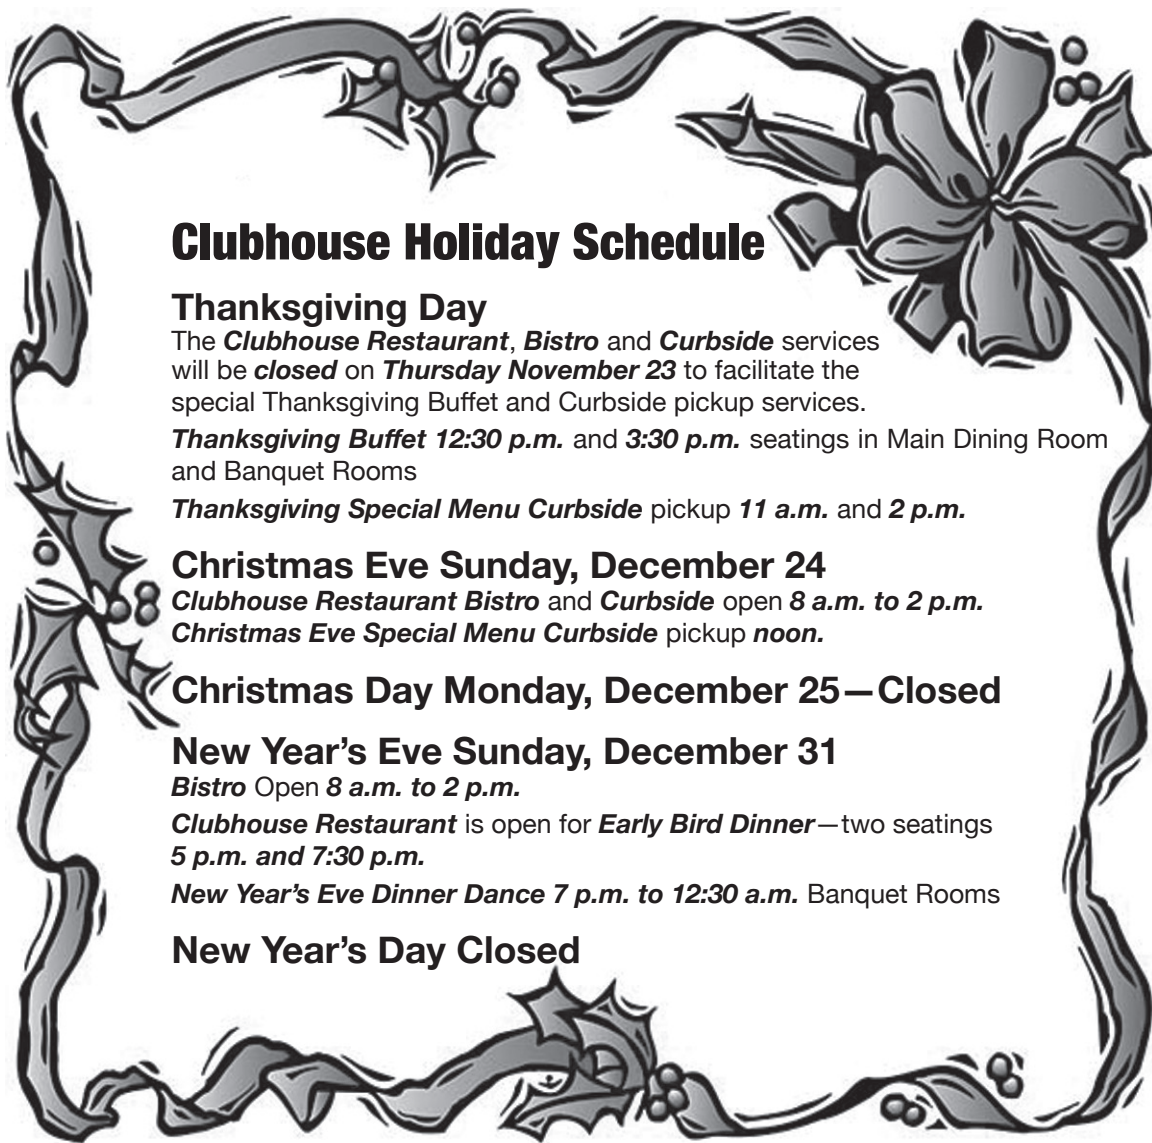 Clubhouse Holiday Schedule
Thanksgiving Day
The Clubhouse Restaurant, Bistro and Curbside services
will be closed on Thursday November 23 to facilitate the
special Thanksgiving Buffet and Curbside pickup services.
Thanksgiving Buffet 12:30 p.m. and 3:30 p.m. seatings in Main Dining Room
and Banquet Rooms
Thanksgiving Special Menu Curbside pickup 11 a.m. and 2 p.m.
Christmas Eve Sunday, December 24
Clubhouse Restaurant Bistro and Curbside open 8 a.m. to 2 p.m.
Christmas Eve Special Menu Curbside pickup noon.
Christmas Day Monday, December 25—Closed
New Year’s Eve Sunday, December 31
Bistro Open 8 a.m. to 2 p.m.
Clubhouse Restaurant is open for Early Bird Dinner—two seatings
5 p.m. and 7:30 p.m.
New Year’s Eve Dinner Dance 7 p.m. to 12:30 a.m. Banquet Rooms
New Year’s Day Closed